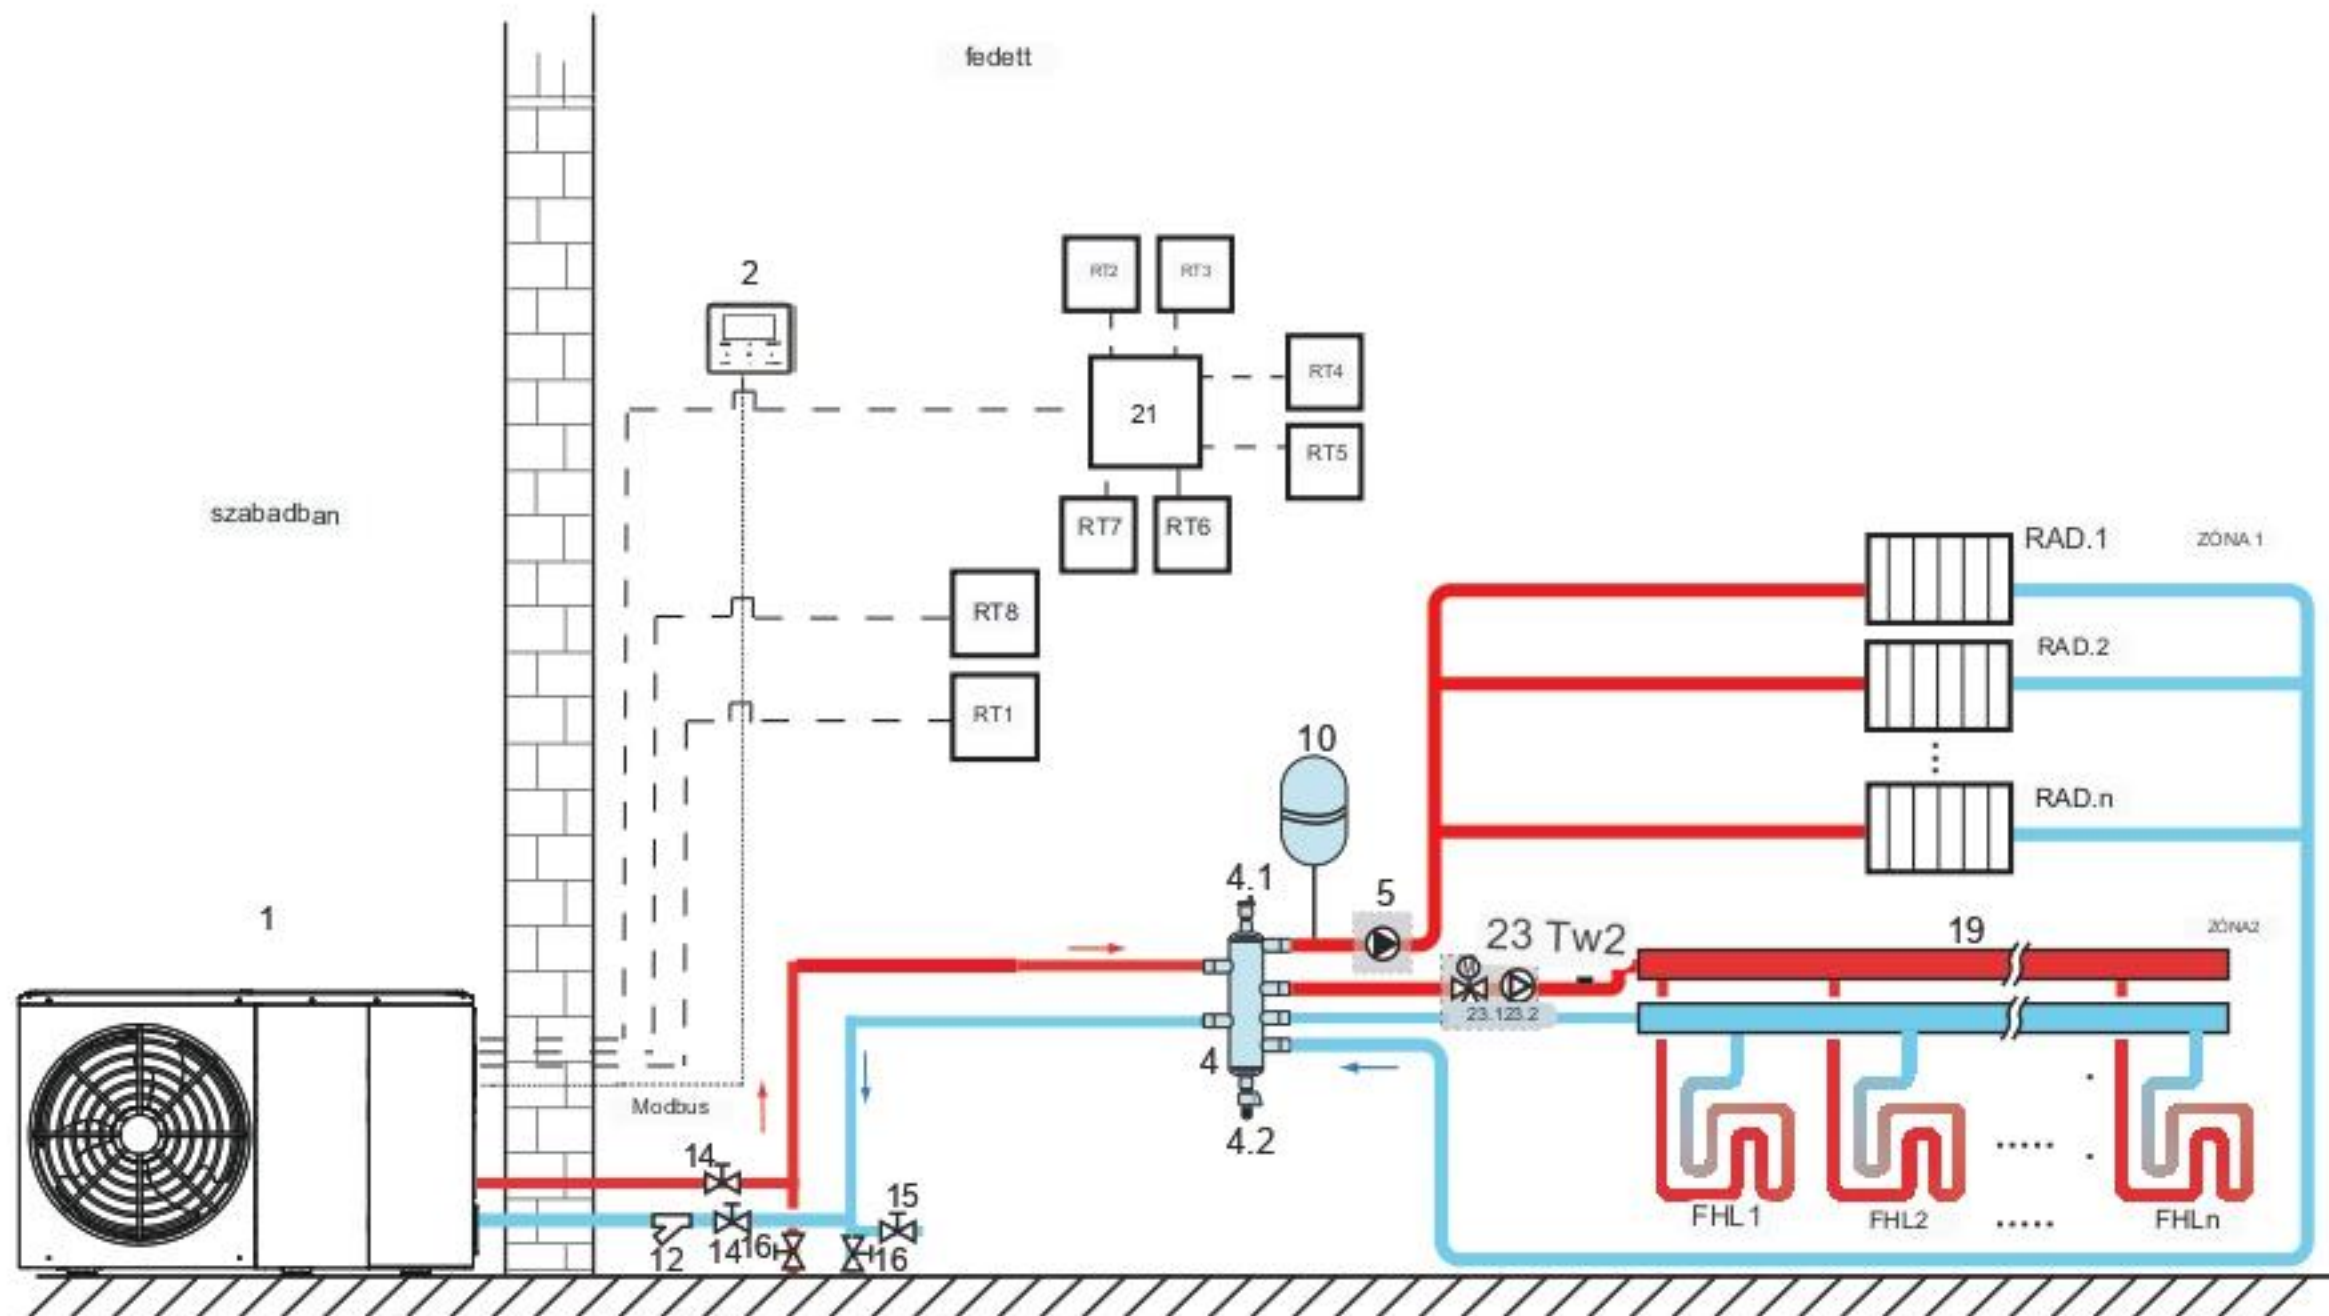 fedett
szabadban
2
RT2
RT3
RT4
21
RT5
RT7
RT6
RT8
RT1
RAD.1
ZÓNA 1
RAD.2
RAD.n
10
4.1
5
23 Tw2
19
ZÓNA2
M
23.1 23.2
4
4.2
1
Modbus
14
15
12
14
16
16
FHL1
FHL2
.....
FHLn